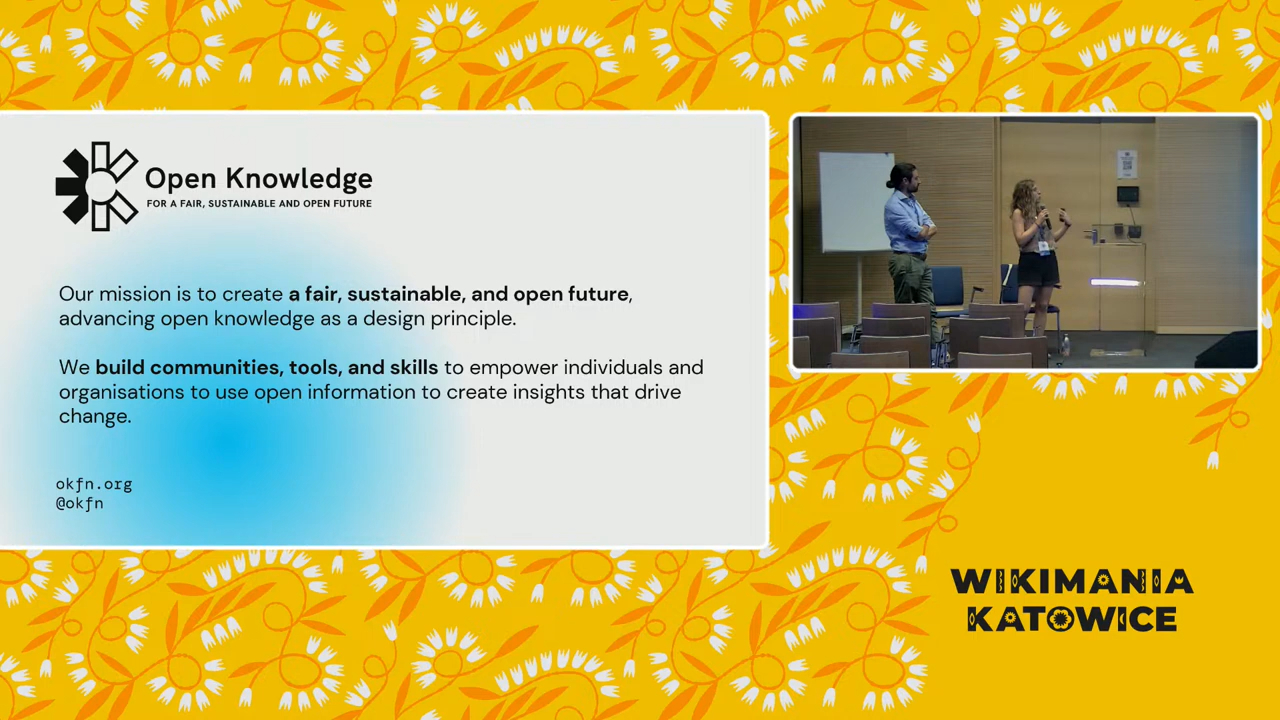 Open Knowledge
FOR A FAIR, SUSTAINABLE AND OPEN FUTURE
Our mission is to create a fair, sustainable, and open future,
advancing open knowledge as a design principle.
We build communities, tools, and skills to empower individuals and
organisations to use open information to create insights that drive
change.
okfn.org
@okfn
WIKIMANIA
KATOWICE